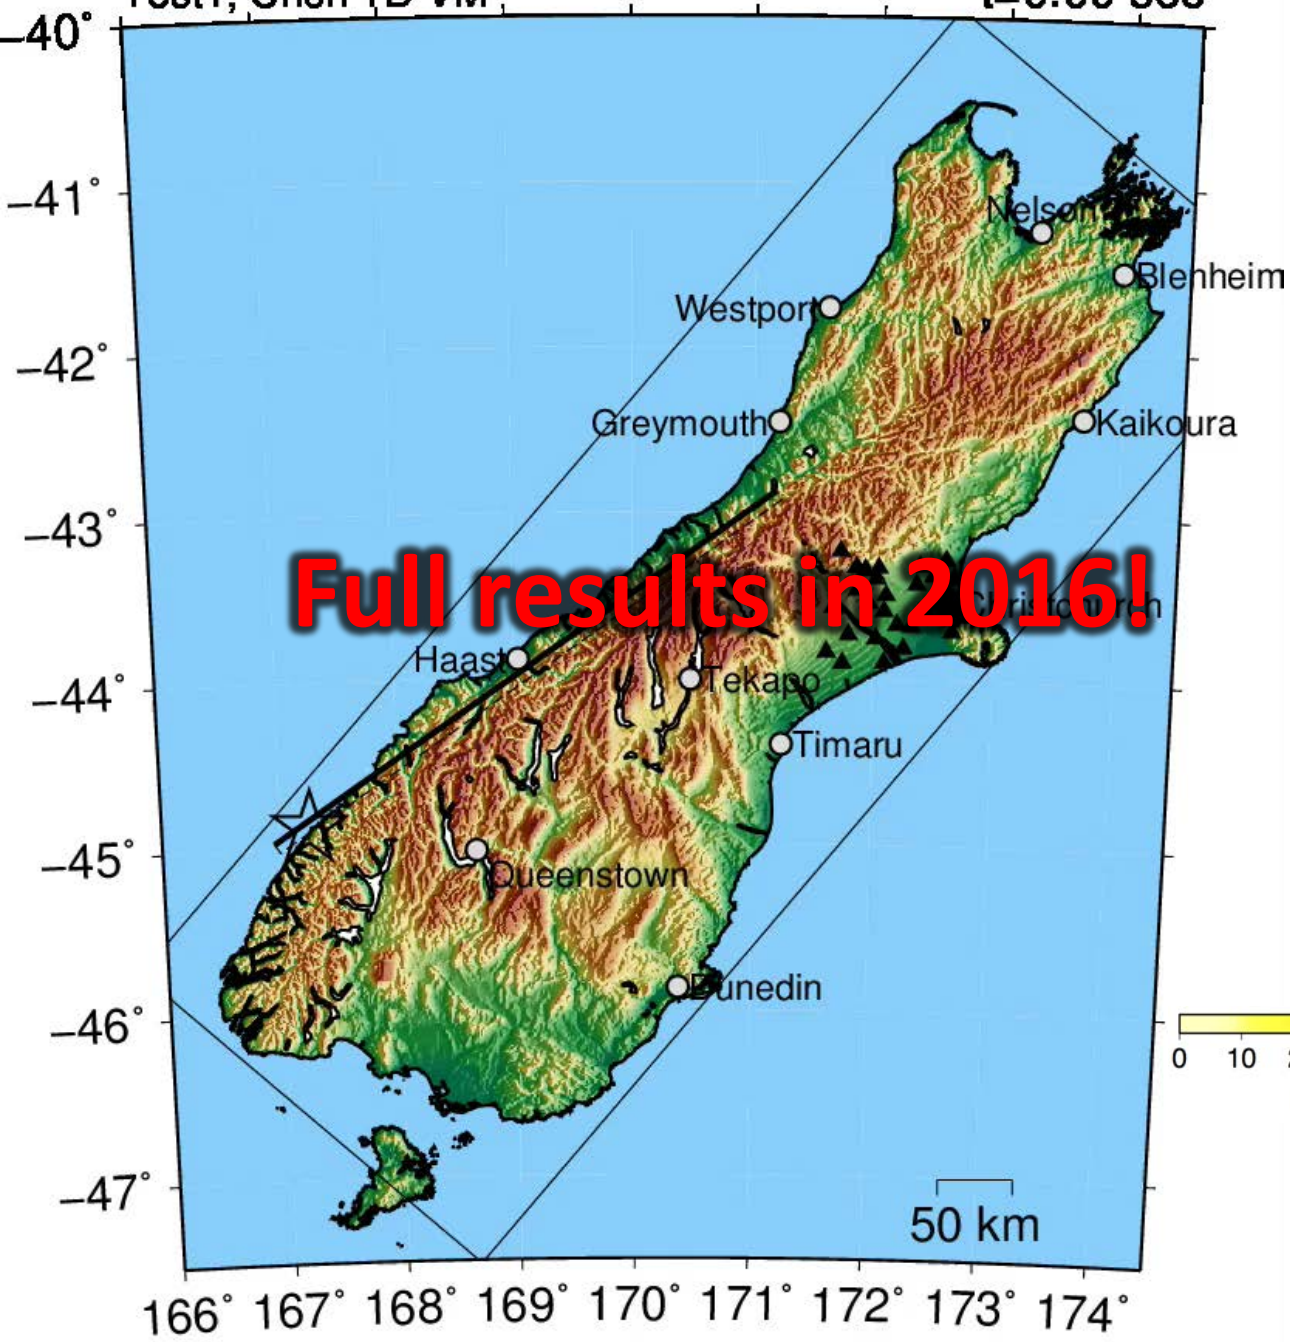 -40°
-41°
Nelson
Blenheim
Westport
-42°
Greymouth
Kaikoura
-43°
Full results in 2016!
Christchurch
Haast
Tekapo
-44°
Timaru
-45°
Queenstown
Dunedin
-46°
0 10
-47°
50 km
166° 167° 168° 169° 170° 171° 172° 173° 174°